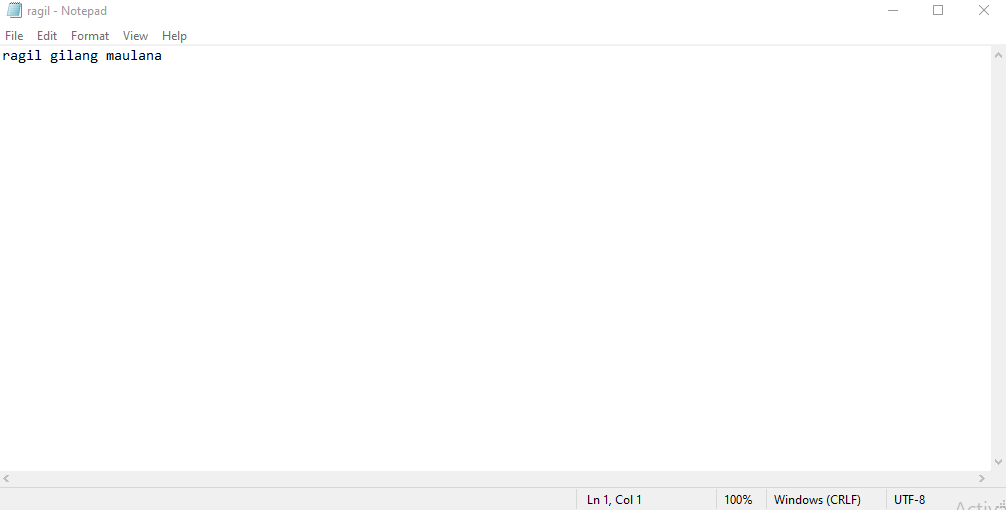 ragil - Notepad
File Edit Format View Help
ragil gilang maulana
Ln 1, Col 1 100% Windows (CRLF) UTF-8